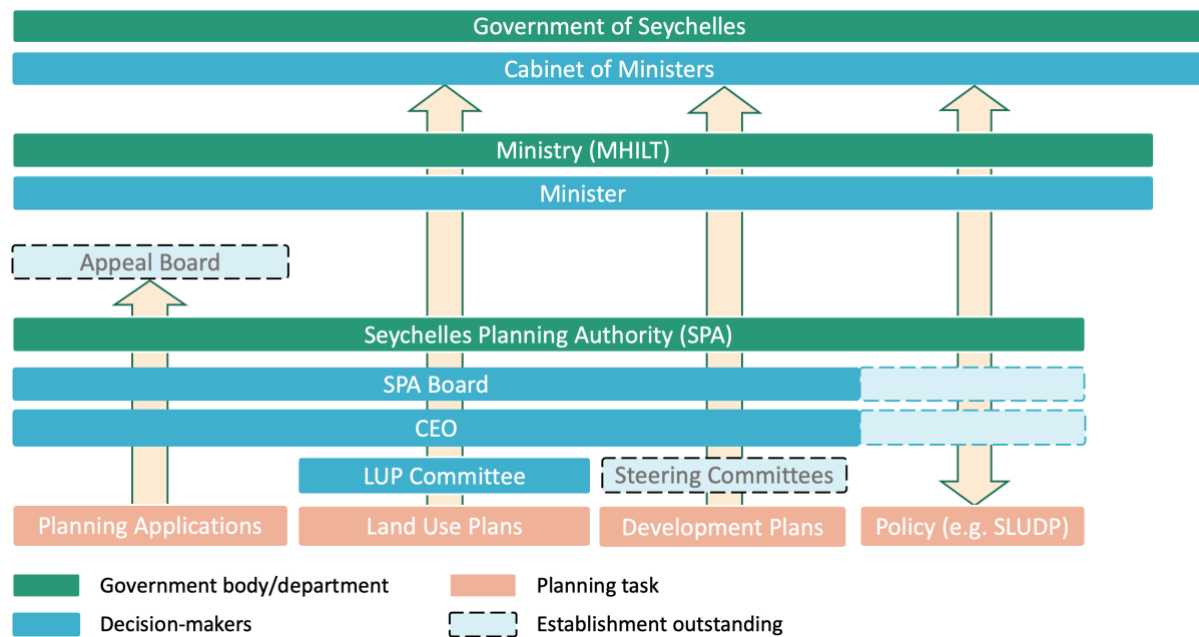 Government of Seychelles
Cabinet of Ministers
Ministry (MHILT)
Minister
Appeal Board
Seychelles Planning Authority (SPA)
SPA Board
CEO
LUP Committee
Steering Committees
Planning Applications
Land Use Plans
Development Plans
Policy (e.g. SLUDP)
Government body/department
Planning task
Decision-makers
Establishment outstanding